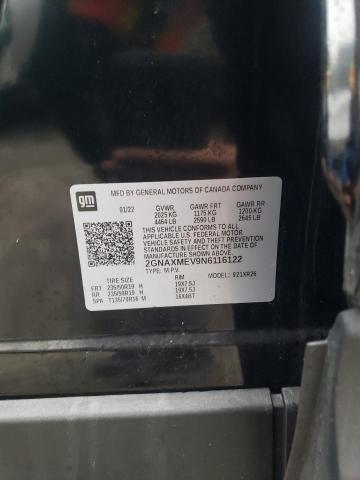 MFD BY GENERAL MOTORS OF CANADA COMPANY
gm
01/22 GVWR GAWR FRT GAWR RR
2025 KG 1175 KG 1200 KG
4464 LB 2590 LB 2645 LB
THIS VEHICLE CONFORMS TO ALL
APPLICABLE U.S. FEDERAL MOTOR
VEHICLE SAFETY AND THEFT PREVENTION
STANDARDS IN EFFECT ON THE DATE
OF MANUFACTURE SHOWN ABOVE.
2GNAXMEV9N6116122
TYPE: M.P.V. MODEL: 921XR26
TIRE SIZE RIM
FRT 235/50R19 H 19X7.5J
RR 235/50R19 H 19X7.5J
SPA T135/70R16 M 16X4BT